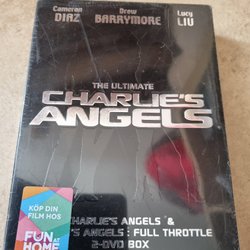 Cameron
DIAZ
Drew
BARRYMORE
Lucy
LIU
THE ULTIMATE
CHARLIE'S
ANGELS
KÖP DIN
FILM HOS
FUN AT
HOME
CHARLIE'S ANGELS &
'S ANGELS: FULL THROTTLE
2-DVD BOX